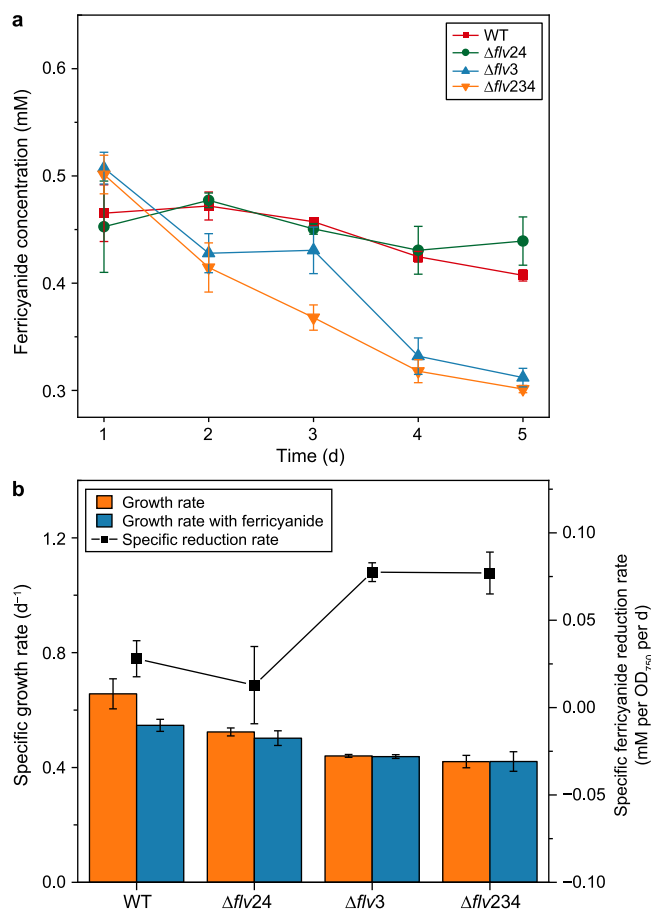 a
WT
Δflv24
Δflv3
Δflv234
Ferricyanide concentration (mM)
0.6
0.5
0.4
0.3
1 2 3 4 5
Time (d)
b
Growth rate
Growth rate with ferricyanide
Specific reduction rate
Specific growth rate (d⁻¹)
1.2
0.8
0.4
0.0
0.10
0.05
0.00
−0.05
−0.10
Specific ferricyanide reduction rate
(mM per OD₇₅₀ per d)
WT Δflv24 Δflv3 Δflv234